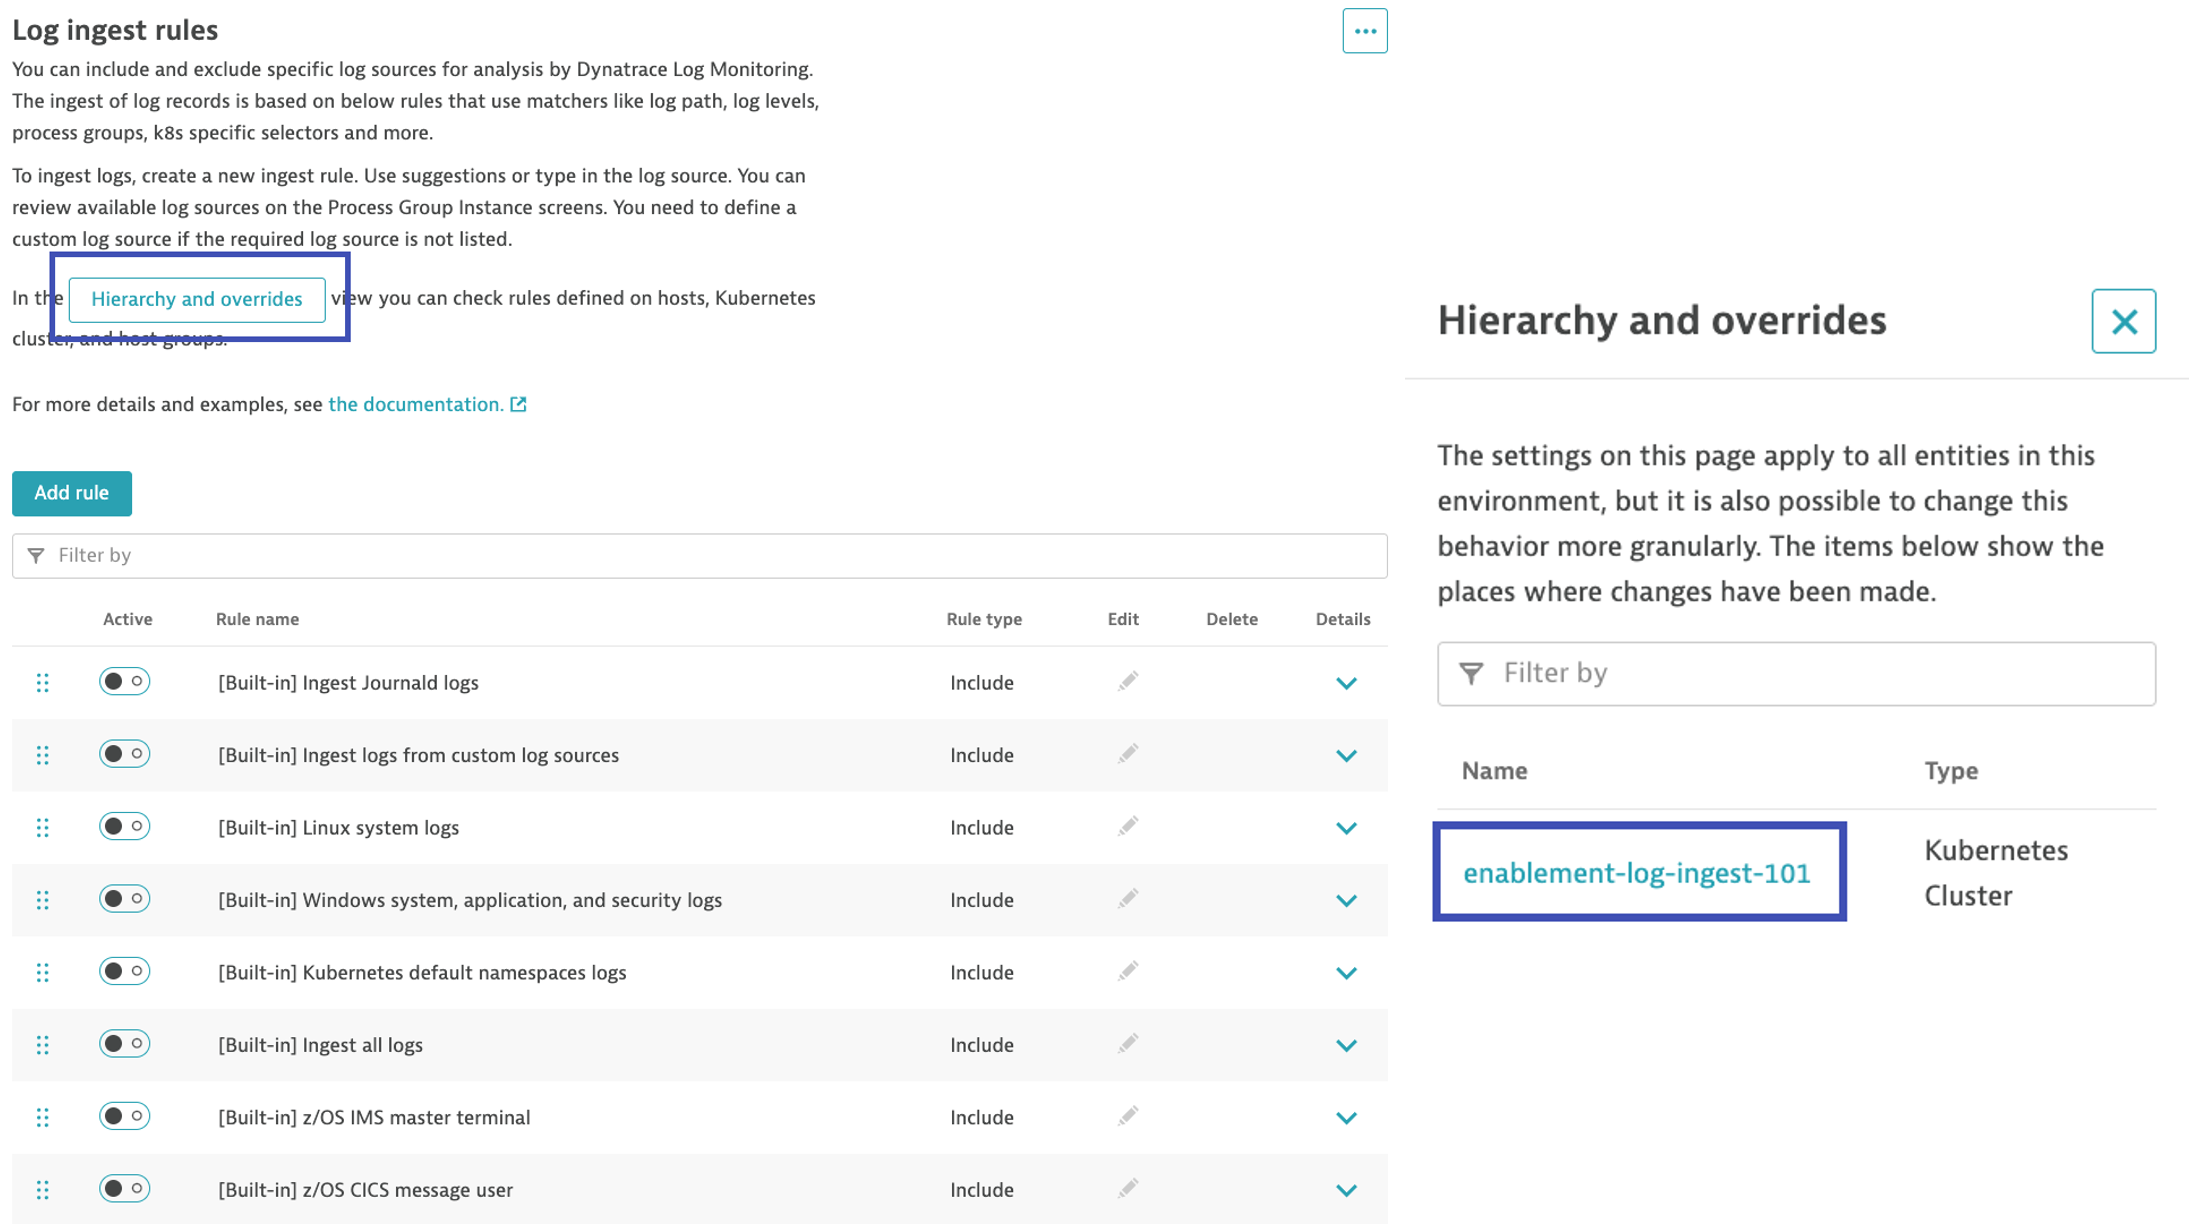 Log ingest rules
You can include and exclude specific log sources for analysis by Dynatrace Log Monitoring.
The ingest of log records is based on below rules that use matchers like log path, log levels,
process groups, k8s specific selectors and more.
To ingest logs, create a new ingest rule. Use suggestions or type in the log source. You can
review available log sources on the Process Group Instance screens. You need to define a
custom log source if the required log source is not listed.
In the Hierarchy and overrides view you can check rules defined on hosts, Kubernetes
cluster, and host groups.
For more details and examples, see the documentation.
Add rule
Filter by
Active Rule name Rule type Edit Delete Details
[Built-in] Ingest Journald logs Include
[Built-in] Ingest logs from custom log sources Include
[Built-in] Linux system logs Include
[Built-in] Windows system, application, and security logs Include
[Built-in] Kubernetes default namespaces logs Include
[Built-in] Ingest all logs Include
[Built-in] z/OS IMS master terminal Include
[Built-in] z/OS CICS message user Include
Hierarchy and overrides
The settings on this page apply to all entities in this
environment, but it is also possible to change this
behavior more granularly. The items below show the
places where changes have been made.
Filter by
Name Type
enablement-log-ingest-101 Kubernetes
Cluster